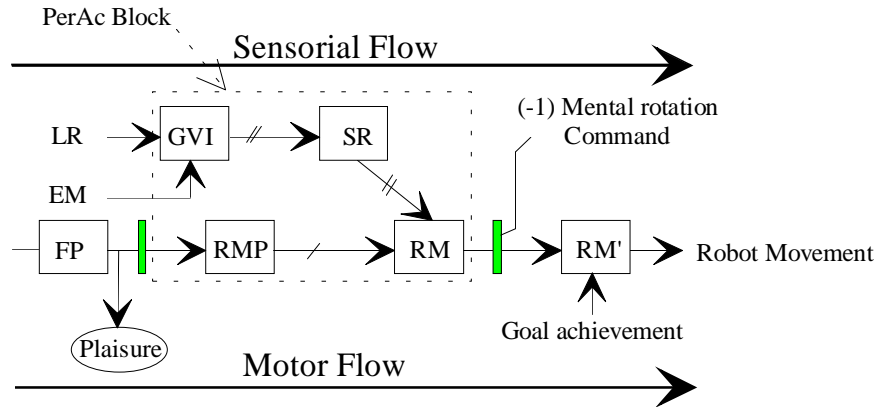 PerAc Block
Sensorial Flow
(-1) Mental rotation
Command
LR
GVI
SR
EM
FP
RMP
RM
RM'
Robot Movement
Goal achievement
Plaisure
Motor Flow